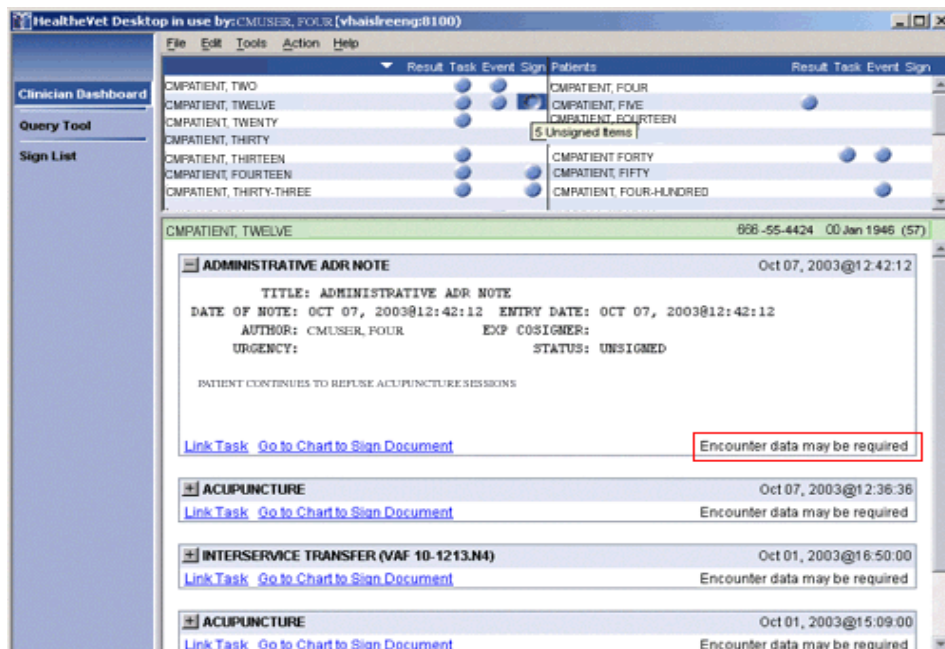 HealtheVet Desktop in use by: CMUSER, FOUR (vhaislreeng:8100)
File Edit Tools Action Help
Clinician Dashboard
Query Tool
Sign List
Result Task Event Sign Patients Result Task Event Sign
CMPATIENT, TWO CMPATIENT, FOUR
CMPATIENT, TWELVE CMPATIENT, FIVE
CMPATIENT, TWENTY CMPATIENT, FOURTEEN
5 Unsigned Items
CMPATIENT, THIRTY
CMPATIENT, THIRTEEN CMPATIENT FORTY
CMPATIENT, FOURTEEN CMPATIENT, FIFTY
CMPATIENT, THIRTY-THREE CMPATIENT, FOUR-HUNDRED
CMPATIENT, TWELVE 666 -55-4424 00 Jan 1946 (57)
ADMINISTRATIVE ADR NOTE Oct 07, 2003@12:42:12
TITLE: ADMINISTRATIVE ADR NOTE
DATE OF NOTE: OCT 07, 2003@12:42:12 ENTRY DATE: OCT 07, 2003@12:42:12
AUTHOR: CMUSER, FOUR EXP COSIGNER:
URGENCY: STATUS: UNSIGNED
PATIENT CONTINUES TO REFUSE ACUPUNCTURE SESSIONS
Link Task Go to Chart to Sign Document Encounter data may be required
ACUPUNCTURE Oct 07, 2003@12:36:36
Link Task Go to Chart to Sign Document Encounter data may be required
INTERSERVICE TRANSFER (VAF 10-1213.N4) Oct 01, 2003@16:50:00
Link Task Go to Chart to Sign Document Encounter data may be required
ACUPUNCTURE Oct 01, 2003@15:09:00
Link Task Go to Chart to Sign Document Encounter data may be required